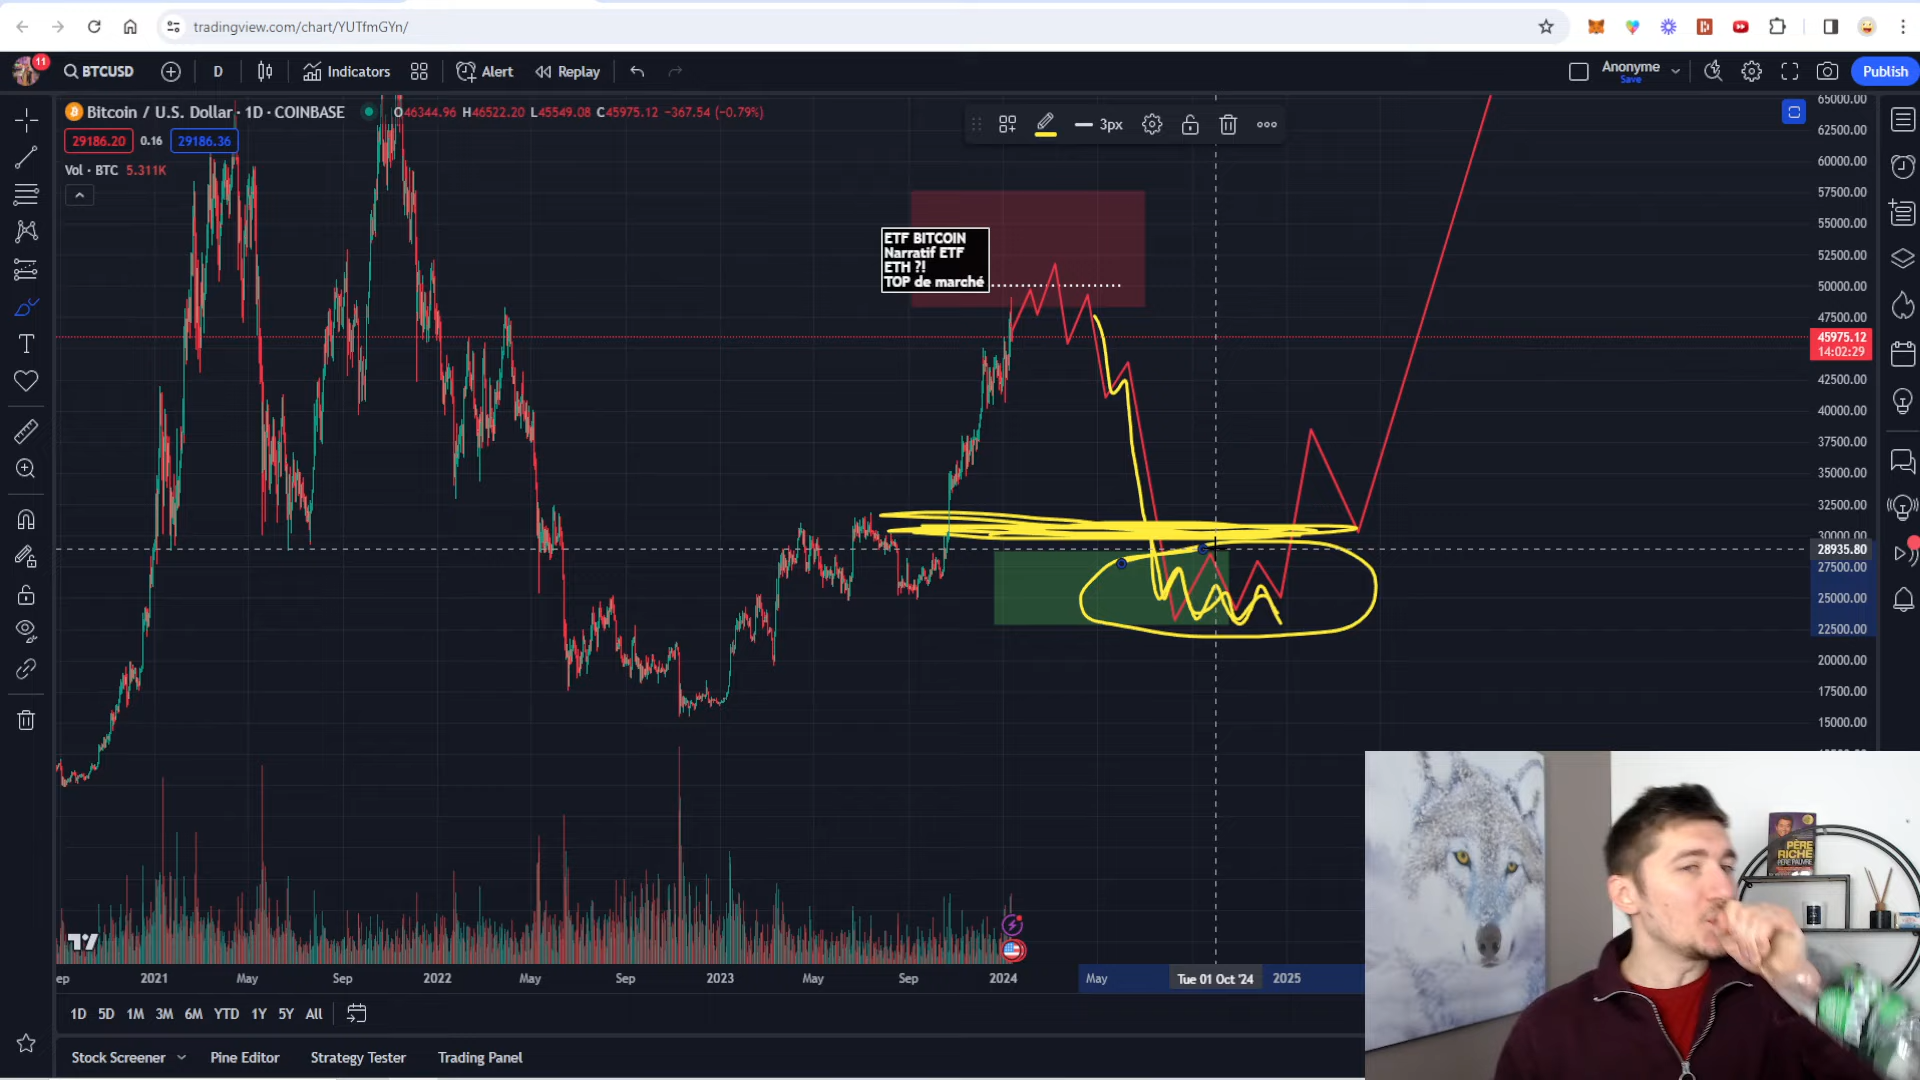 tradingview.com/chart/YUTfmGYn/
11
BTCUSD
D
Indicators
Alert
Replay
Anonyme
Save
Publish
Bitcoin / U.S. Dollar · 1D · COINBASE
O46344.96 H46522.20 L45549.08 C45975.12 −367.54 (−0.79%)
29186.20
0.16
29186.36
Vol · BTC 5.311K
3px
ETF BITCOIN
Narratif ETF
ETH ?!
TOP de marché
65000.00
62500.00
60000.00
57500.00
55000.00
52500.00
50000.00
47500.00
45975.12
14:02:29
42500.00
40000.00
37500.00
35000.00
32500.00
30000.00
28935.80
27500.00
25000.00
22500.00
20000.00
17500.00
15000.00
ep
2021
May
Sep
2022
May
Sep
2023
May
Sep
2024
May
Tue 01 Oct '24
2025
1D
5D
1M
3M
6M
YTD
1Y
5Y
All
Stock Screener
Pine Editor
Strategy Tester
Trading Panel
PÈRE
RICHE
PÈRE PAUVRE